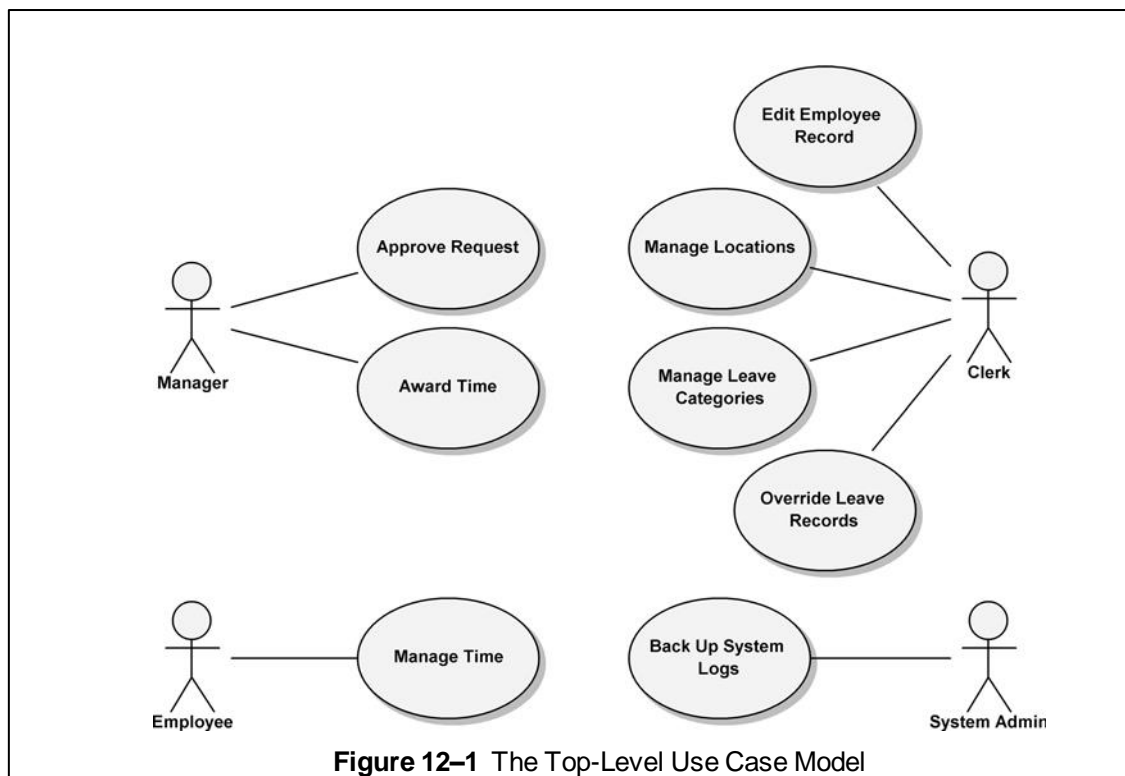 Edit Employee
Record
Approve Request
Manage Locations
Manager
Award Time
Manage Leave
Categories
Clerk
Override Leave
Records
Manage Time
Back Up System
Logs
Employee
System Admin
Figure 12–1 The Top-Level Use Case Model